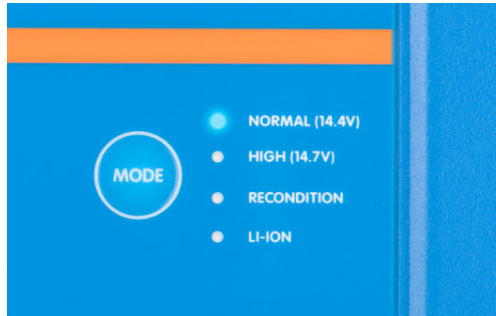 NORMAL (14.4V)
HIGH (14.7V)
MODE
RECONDITION
LI-ION